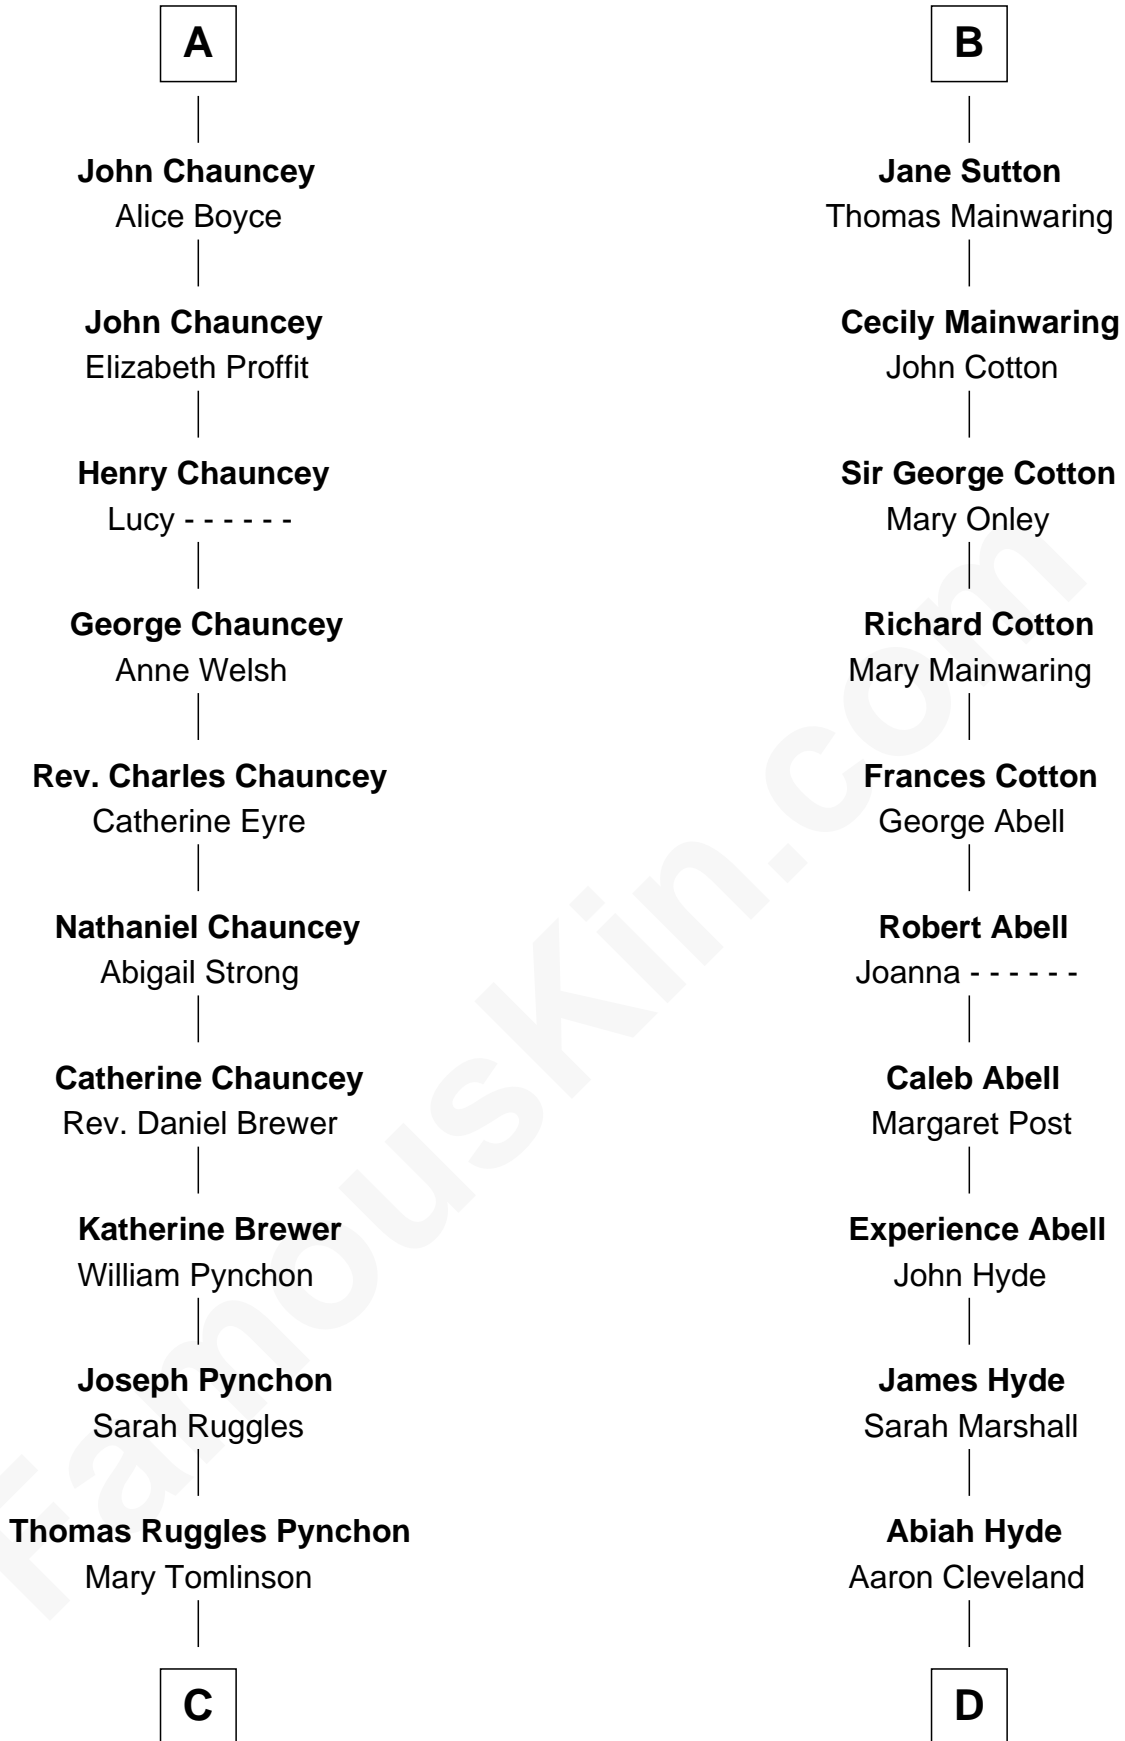 A
John Chauncey
Alice Boyce
John Chauncey
Elizabeth Proffit
Henry Chauncey
Lucy - - - - - -
George Chauncey
Anne Welsh
Rev. Charles Chauncey
Catherine Eyre
Nathaniel Chauncey
Abigail Strong
Catherine Chauncey
Rev. Daniel Brewer
Katherine Brewer
William Pynchon
Joseph Pynchon
Sarah Ruggles
Thomas Ruggles Pynchon
Mary Tomlinson
C
B
Jane Sutton
Thomas Mainwaring
Cecily Mainwaring
John Cotton
Sir George Cotton
Mary Onley
Richard Cotton
Mary Mainwaring
Frances Cotton
George Abell
Robert Abell
Joanna - - - - - -
Caleb Abell
Margaret Post
Experience Abell
John Hyde
James Hyde
Sarah Marshall
Abiah Hyde
Aaron Cleveland
D
FamousKin.com